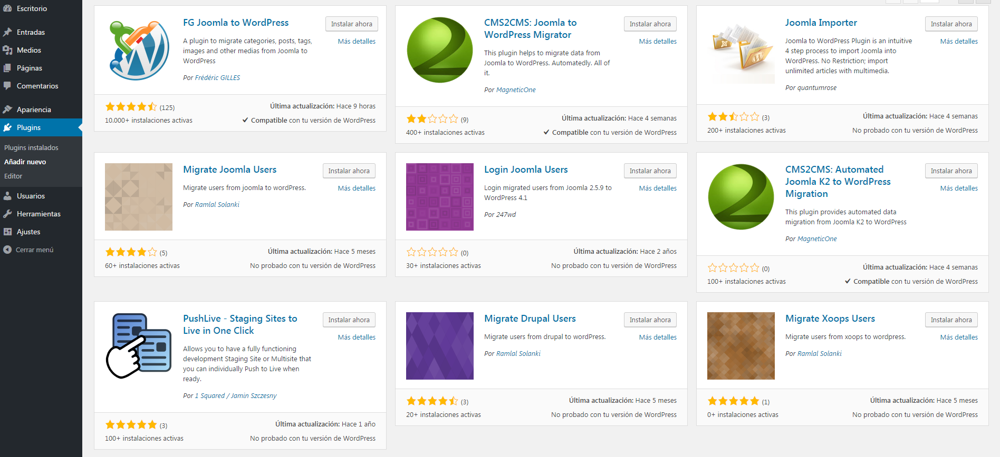 Escritorio
Entradas
Medios
Páginas
Comentarios
Apariencia
Plugins
Plugins instalados
Añadir nuevo
Editor
Usuarios
Herramientas
Ajustes
Cerrar menú
FG Joomla to WordPress
Instalar ahora
Más detalles
A plugin to migrate categories, posts, tags,
images and other medias from Joomla to
WordPress
Por Frédéric GILLES
(125)
Última actualización: Hace 9 horas
10.000+ instalaciones activas
Compatible con tu versión de WordPress
CMS2CMS: Joomla to
WordPress Migrator
Instalar ahora
Más detalles
This plugin helps to migrate data from
Joomla to WordPress. Automatedly. All of
it.
Por MagneticOne
(9)
Última actualización: Hace 4 semanas
400+ instalaciones activas
Compatible con tu versión de WordPress
Joomla Importer
Instalar ahora
Más detalles
Joomla to WordPress Plugin is an intuitive
4 step process to import Joomla into
WordPress. No Restriction; import
unlimited articles with multimedia.
Por quantumrose
(3)
Última actualización: Hace 4 semanas
200+ instalaciones activas
No probado con tu versión de WordPress
Migrate Joomla Users
Instalar ahora
Más detalles
Migrate users from joomla to wordPress.
Por Ramlal Solanki
(5)
Última actualización: Hace 5 meses
60+ instalaciones activas
No probado con tu versión de WordPress
Login Joomla Users
Instalar ahora
Más detalles
Login migrated users from Joomla 2.5.9 to
WordPress 4.1
Por 247wd
(0)
Última actualización: Hace 2 años
30+ instalaciones activas
No probado con tu versión de WordPress
CMS2CMS: Automated
Joomla K2 to WordPress
Migration
Instalar ahora
Más detalles
This plugin provides automated data
migration from Joomla K2 to WordPress
Por MagneticOne
(0)
Última actualización: Hace 4 semanas
100+ instalaciones activas
Compatible con tu versión de WordPress
PushLive - Staging Sites to
Live in One Click
Instalar ahora
Más detalles
Allows you to have a fully functioning
development Staging Site or Multisite that
you can individually Push to Live when
ready.
Por 1 Squared / Jamin Szczesny
(3)
Última actualización: Hace 1 año
100+ instalaciones activas
No probado con tu versión de WordPress
Migrate Drupal Users
Instalar ahora
Más detalles
Migrate users from drupal to wordPress.
Por Ramlal Solanki
(3)
Última actualización: Hace 5 meses
20+ instalaciones activas
No probado con tu versión de WordPress
Migrate Xoops Users
Instalar ahora
Más detalles
Migrate users from xoops to wordpress.
Por Ramlal Solanki
(1)
Última actualización: Hace 5 meses
0+ instalaciones activas
No probado con tu versión de WordPress